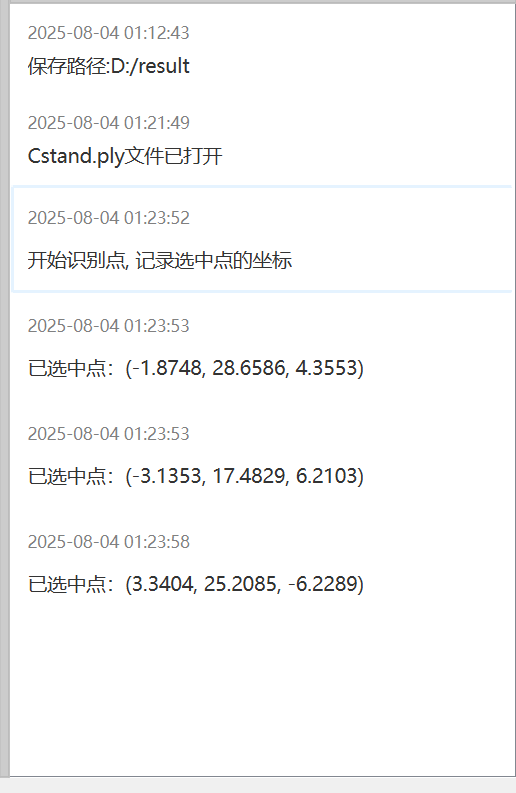 2025-08-04 01:12:43
保存路径:D:/result
2025-08-04 01:21:49
Cstand.ply文件已打开
2025-08-04 01:23:52
开始识别点, 记录选中点的坐标
2025-08-04 01:23:53
已选中点：(-1.8748, 28.6586, 4.3553)
2025-08-04 01:23:53
已选中点：(-3.1353, 17.4829, 6.2103)
2025-08-04 01:23:58
已选中点：(3.3404, 25.2085, -6.2289)